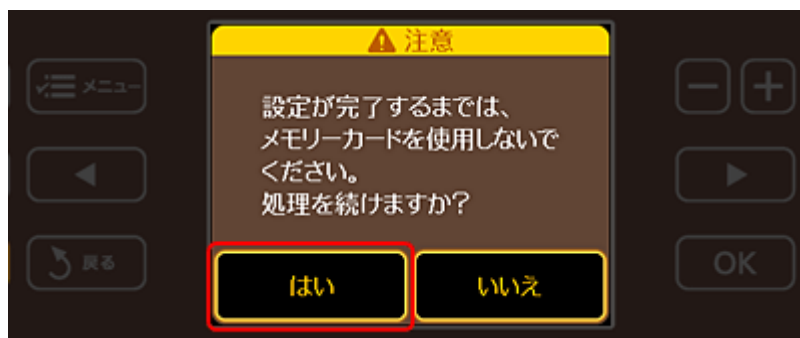 注意
メニュー
設定が完了するまでは、
メモリーカードを使用しないで
ください。
処理を続けますか?
戻る
はい
いいえ
OK